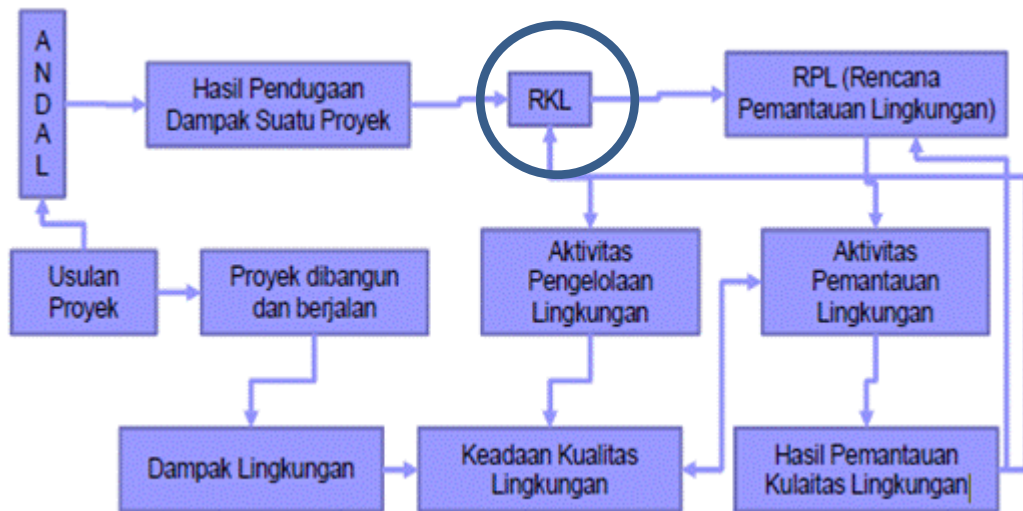 A
N
D
A
L
Hasil Pendugaan
Dampak Suatu Proyek
RKL
RPL (Rencana
Pemantauan Lingkungan)
Usulan
Proyek
Proyek dibangun
dan berjalan
Aktivitas
Pengelolaan
Lingkungan
Aktivitas
Pemantauan
Lingkungan
Dampak Lingkungan
Keadaan Kualitas
Lingkungan
Hasil Pemantauan
Kulaitas Lingkungan